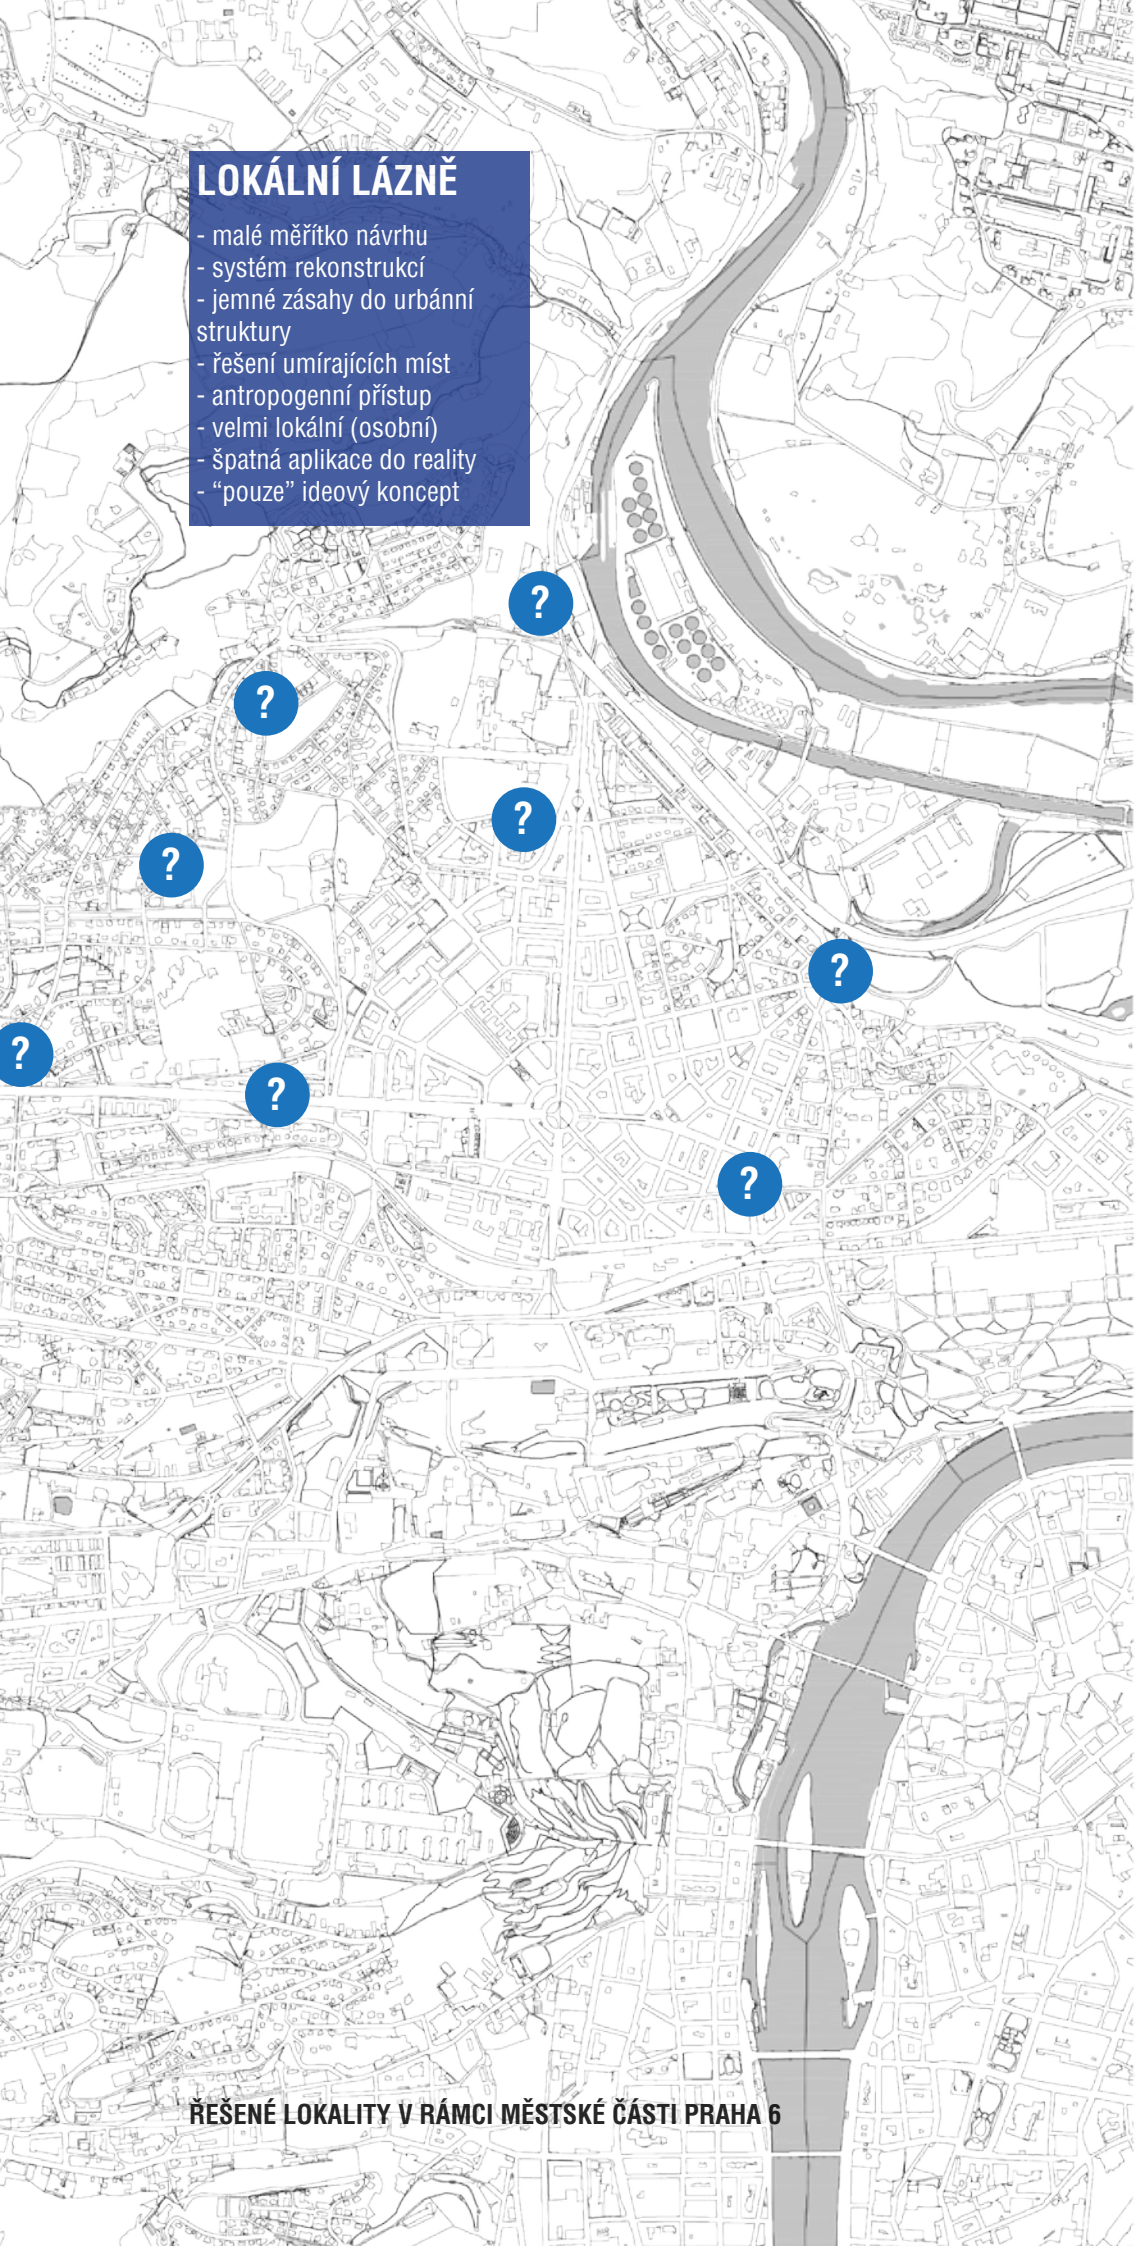 LOKÁLNÍ LÁZNĚ
- malé měřítko návrhu
- systém rekonstrukcí
- jemné zásahy do urbánní
struktury
- řešení umírajících míst
- antropogenní přístup
- velmi lokální (osobní)
- špatná aplikace do reality
- “pouze” ideový koncept
?
?
?
?
?
?
?
?
ŘEŠENÉ LOKALITY V RÁMCI MĚSTSKÉ ČÁSTI PRAHA 6